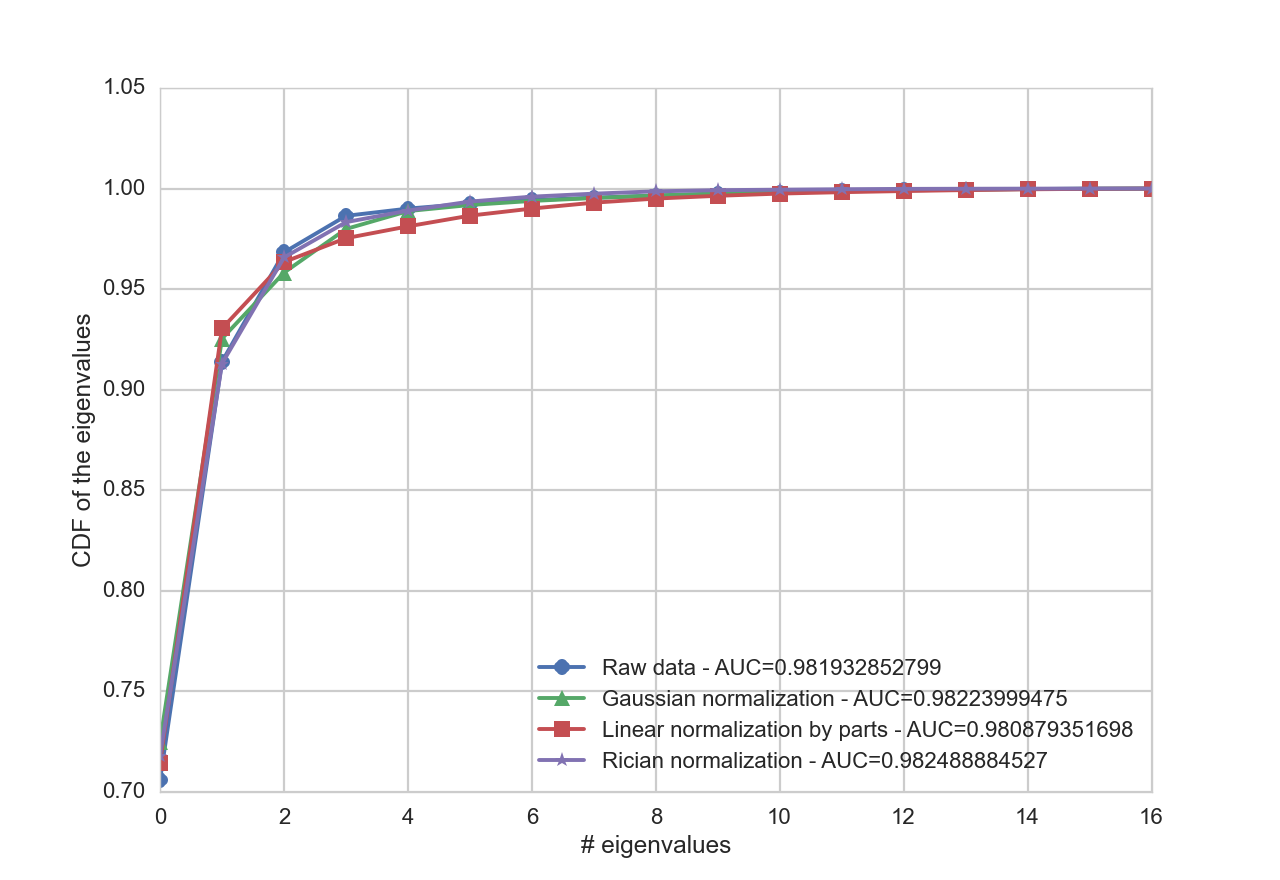 1.05
1.00
0.95
0.90
0.85
0.80
0.75
0.70
CDF of the eigenvalues
Raw data - AUC=0.981932852799
Gaussian normalization - AUC=0.98223999475
Linear normalization by parts - AUC=0.980879351698
Rician normalization - AUC=0.982488884527
0 2 4 6 8 10 12 14 16
# eigenvalues